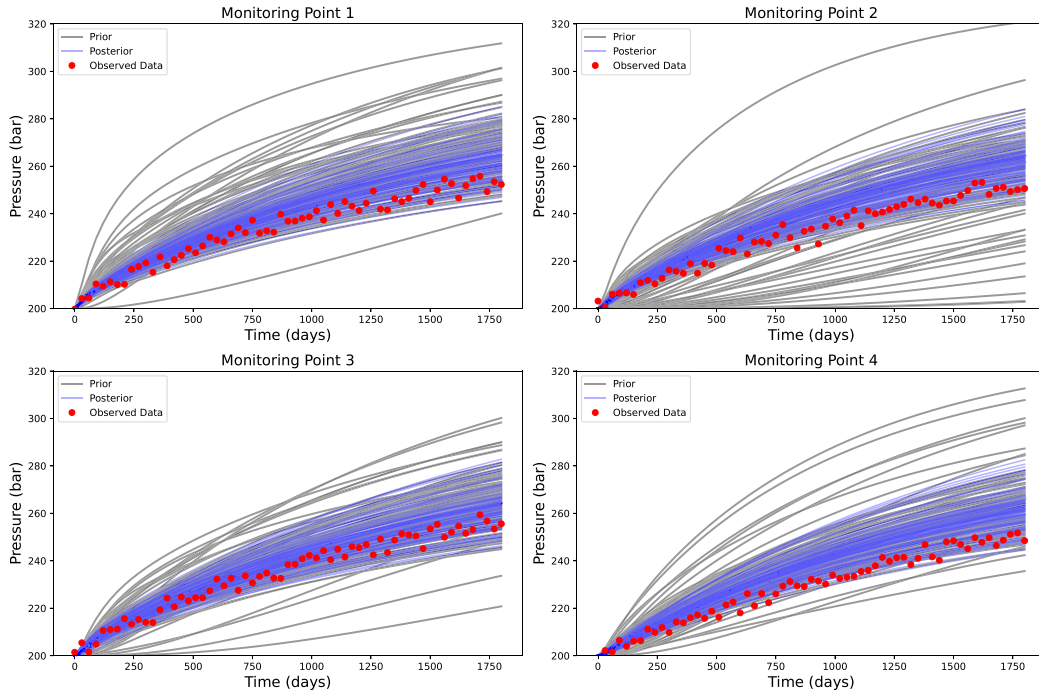 Monitoring Point 1
Pressure (bar)
320
300
280
260
240
220
200
Prior
Posterior
Observed Data
0
250
500
750
1000
1250
1500
1750
Time (days)
Monitoring Point 2
Pressure (bar)
320
300
280
260
240
220
200
Prior
Posterior
Observed Data
0
250
500
750
1000
1250
1500
1750
Time (days)
Monitoring Point 3
Pressure (bar)
320
300
280
260
240
220
200
Prior
Posterior
Observed Data
0
250
500
750
1000
1250
1500
1750
Time (days)
Monitoring Point 4
Pressure (bar)
320
300
280
260
240
220
200
Prior
Posterior
Observed Data
0
250
500
750
1000
1250
1500
1750
Time (days)